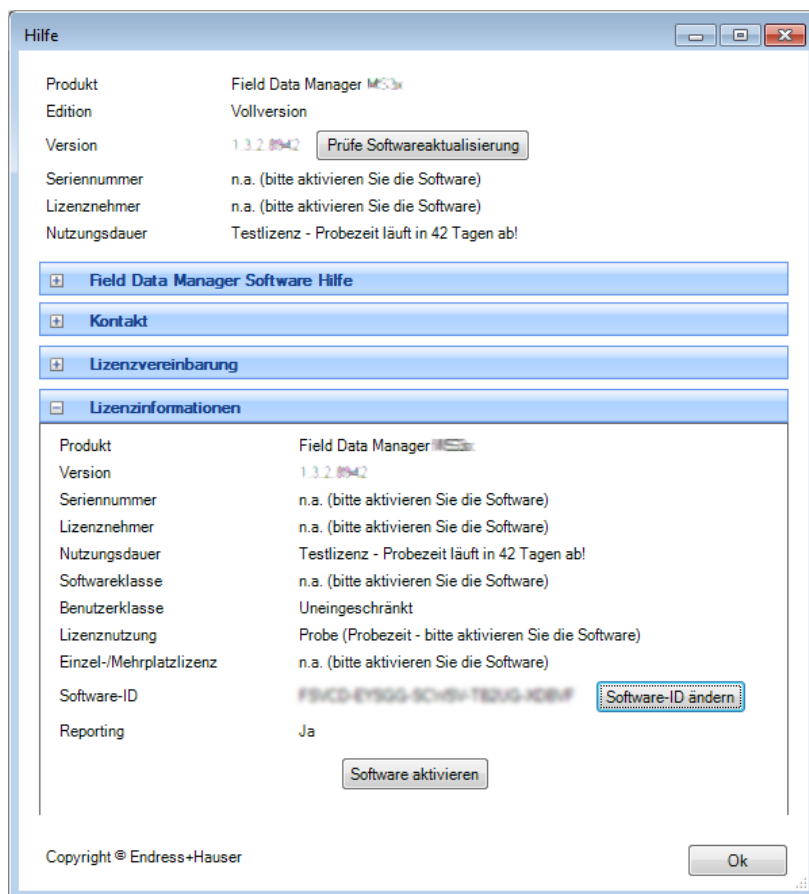 Hilfe
Produkt Field Data Manager
Edition Vollversion
Version Prüfe Softwareaktualisierung
Seriennummer n.a. (bitte aktivieren Sie die Software)
Lizenznehmer n.a. (bitte aktivieren Sie die Software)
Nutzungsdauer Testlizenz - Probezeit läuft in 42 Tagen ab!
Field Data Manager Software Hilfe
Kontakt
Lizenzvereinbarung
Lizenzinformationen
Produkt Field Data Manager
Version
Seriennummer n.a. (bitte aktivieren Sie die Software)
Lizenznehmer n.a. (bitte aktivieren Sie die Software)
Nutzungsdauer Testlizenz - Probezeit läuft in 42 Tagen ab!
Softwareklasse n.a. (bitte aktivieren Sie die Software)
Benutzerklasse Uneingeschränkt
Lizenznutzung Probe (Probezeit - bitte aktivieren Sie die Software)
Einzel-/Mehrplatzlizenz n.a. (bitte aktivieren Sie die Software)
Software-ID Software-ID ändern
Reporting Ja
Software aktivieren
Copyright © Endress+Hauser
Ok